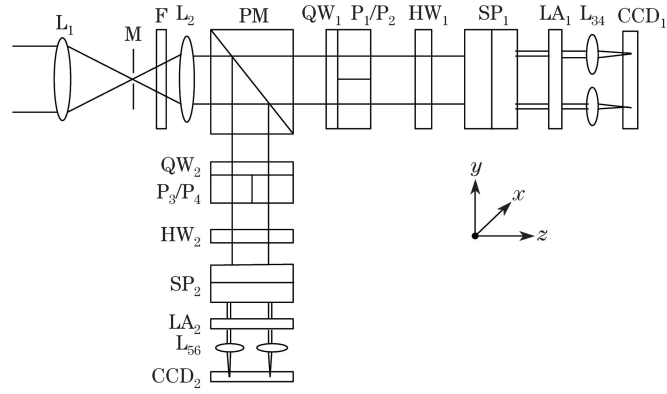 L₁ M F L₂ PM QW₁ P₁/P₂ HW₁ SP₁ LA₁ L₃₄ CCD₁
QW₂
P₃/P₄
HW₂
SP₂
LA₂
L₅₆
CCD₂
y
x
z